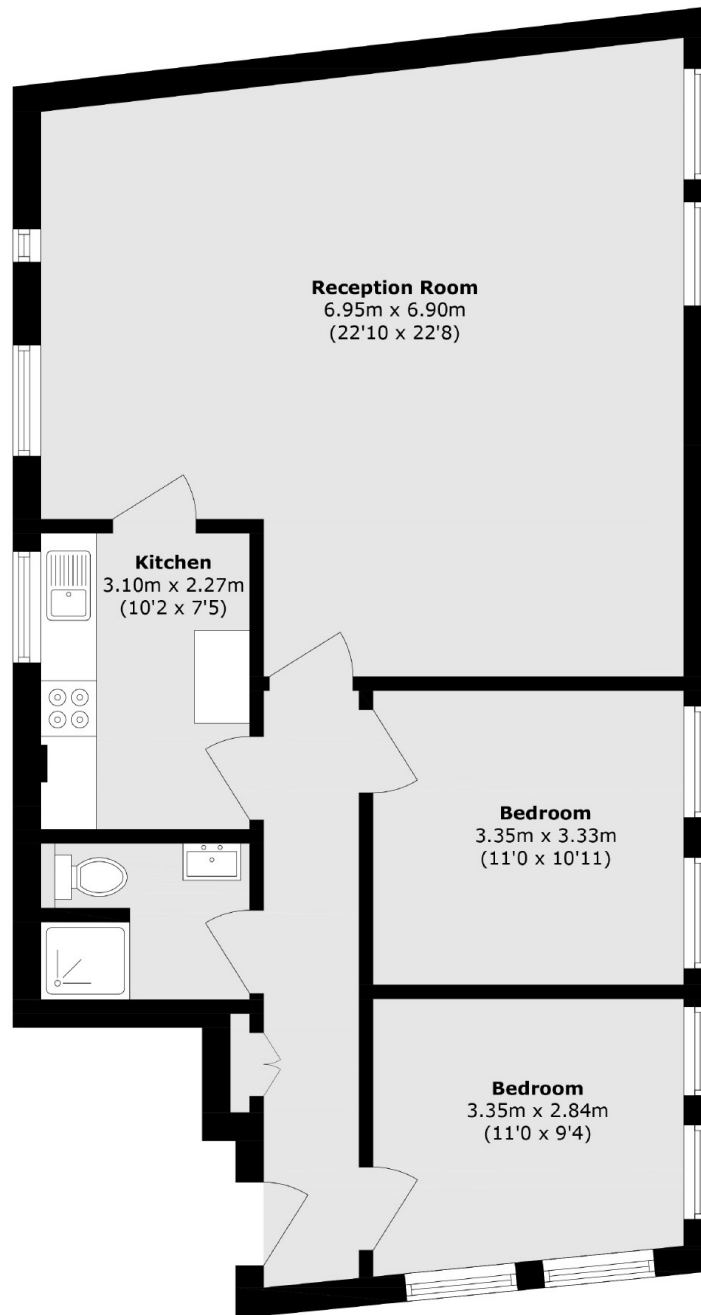 Reception Room
6.95m x 6.90m
(22'10 x 22'8)
Kitchen
3.10m x 2.27m
(10'2 x 7'5)
Bedroom
3.35m x 3.33m
(11'0 x 10'11)
Bedroom
3.35m x 2.84m
(11'0 x 9'4)